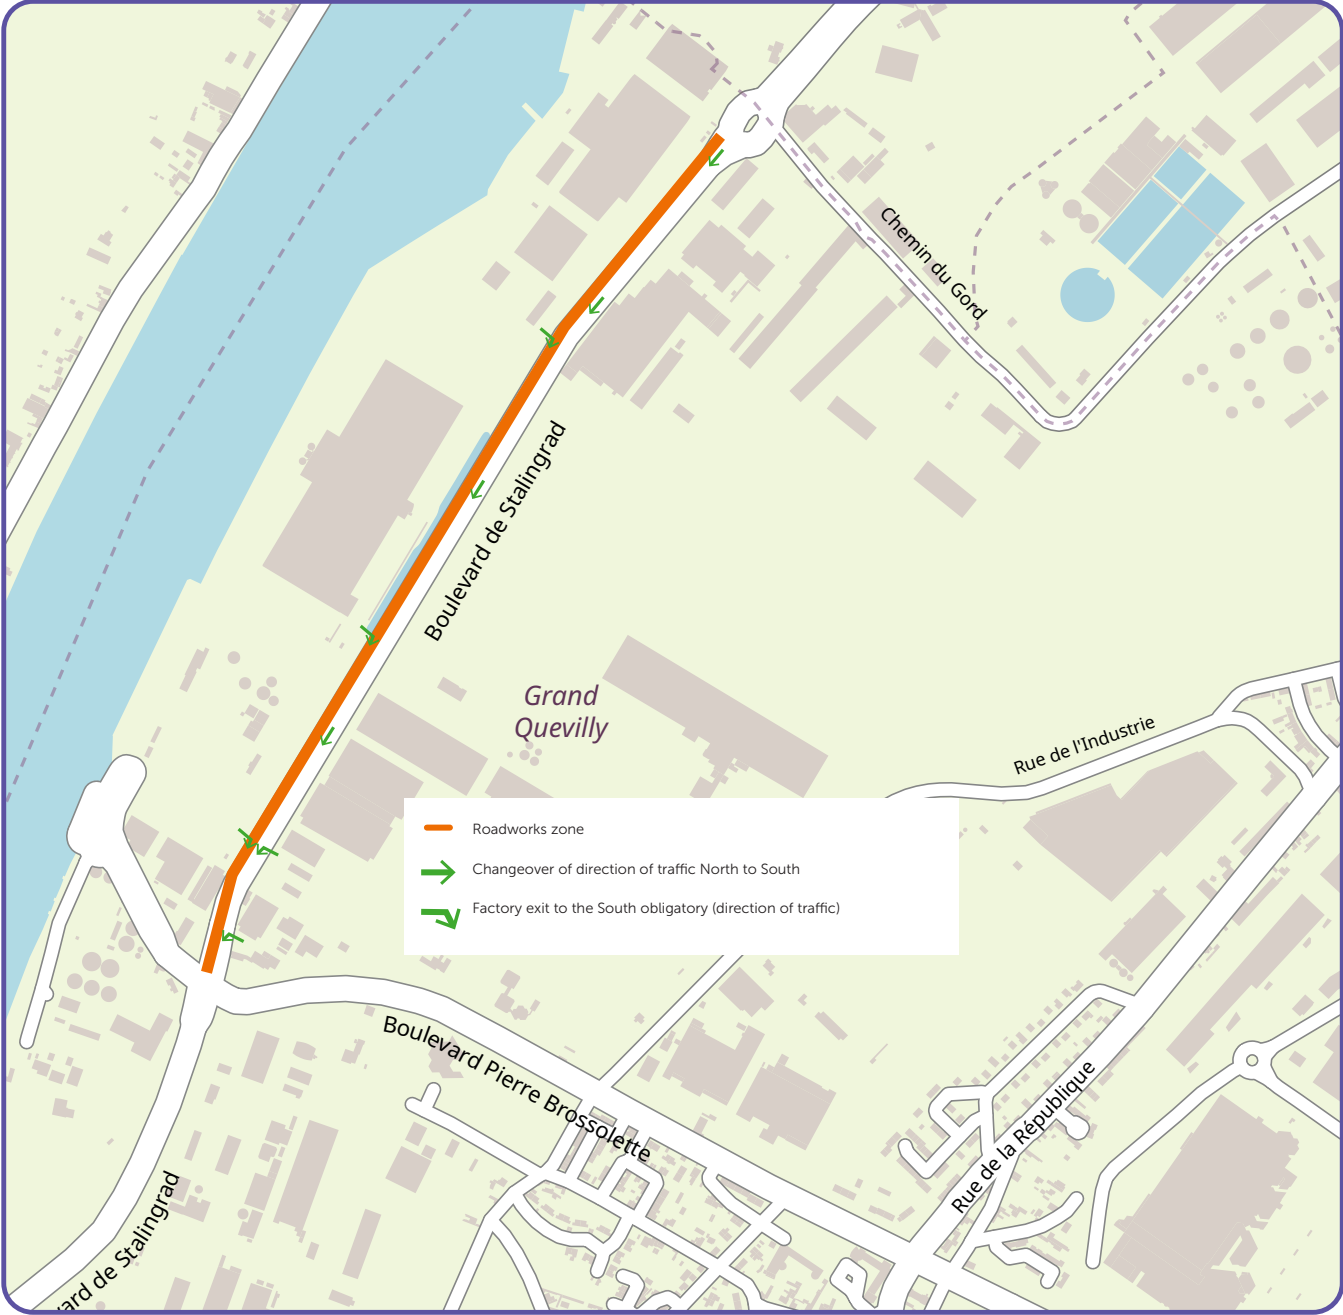 Chemin du Gord
Boulevard de Stalingrad
Grand
Quevilly
Rue de l'Industrie
Roadworks zone
Changeover of direction of traffic North to South
Factory exit to the South obligatory (direction of traffic)
Boulevard Pierre Brossolette
Rue de la République
ard de Stalingrad